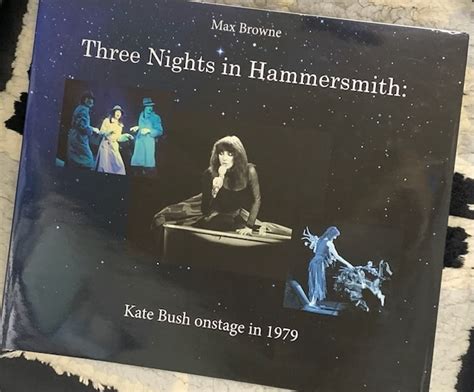 Max Browne
Three Nights in Hammersmith:
Kate Bush onstage in 1979